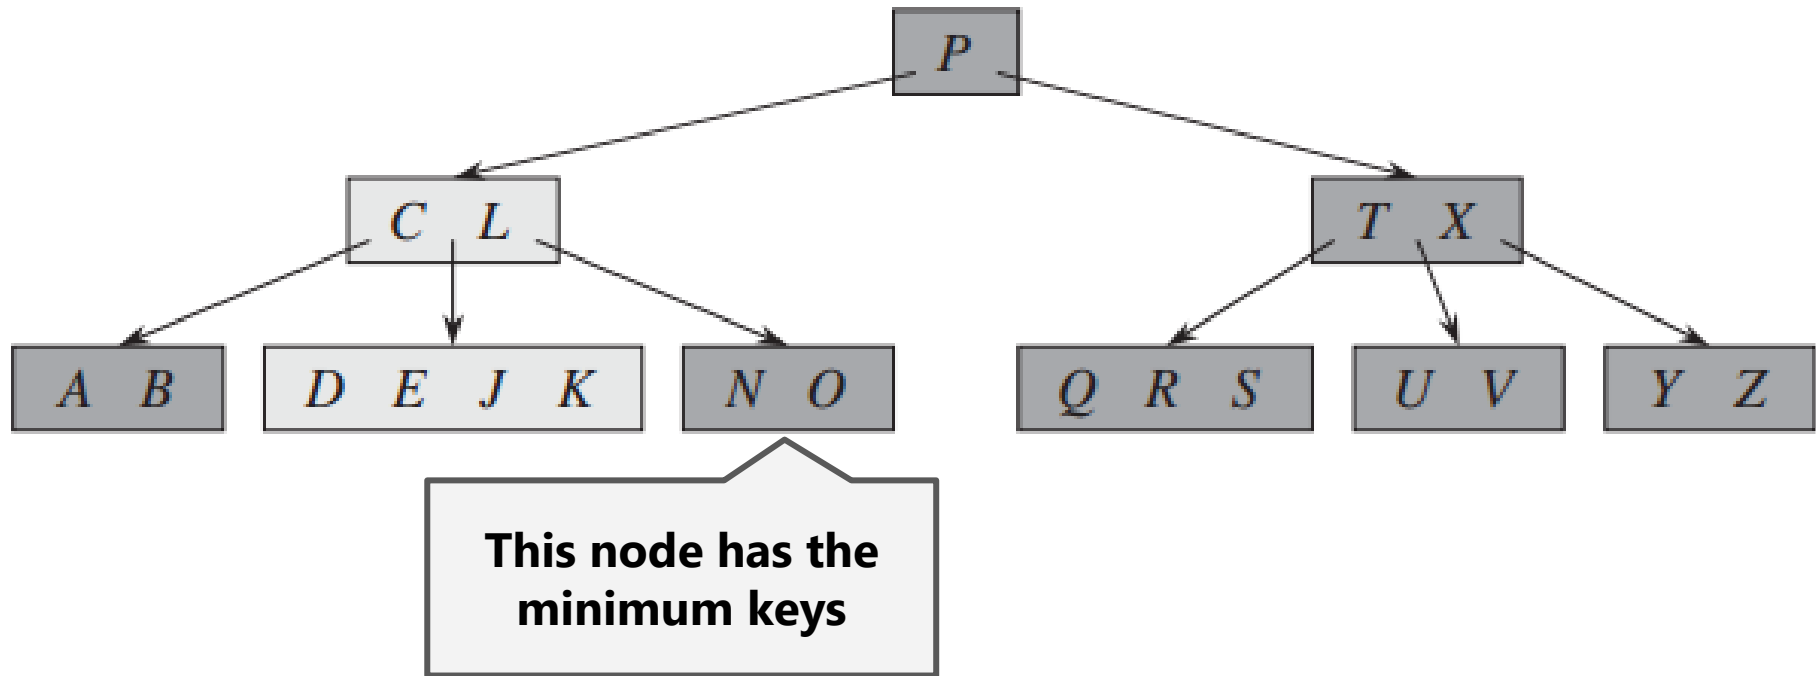 P
C L
T X
A B
D E J K
N O
Q R S
U V
Y Z
This node has the
minimum keys